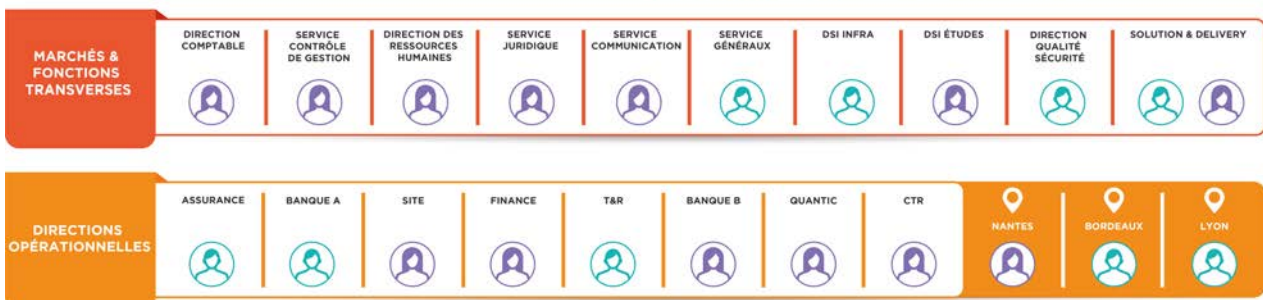 MARCHÉS &
FONCTIONS
TRANSVERSES
DIRECTION
COMPTABLE
SERVICE
CONTRÔLE
DE GESTION
DIRECTION DES
RESSOURCES
HUMAINES
SERVICE
JURIDIQUE
SERVICE
COMMUNICATION
SERVICE
GÉNÉRAUX
DSI INFRA
DSI ÉTUDES
DIRECTION
QUALITÉ
SÉCURITÉ
SOLUTION & DELIVERY
DIRECTIONS
OPÉRATIONNELLES
ASSURANCE
BANQUE A
SITE
FINANCE
T&R
BANQUE B
QUANTIC
CTR
NANTES
BORDEAUX
LYON